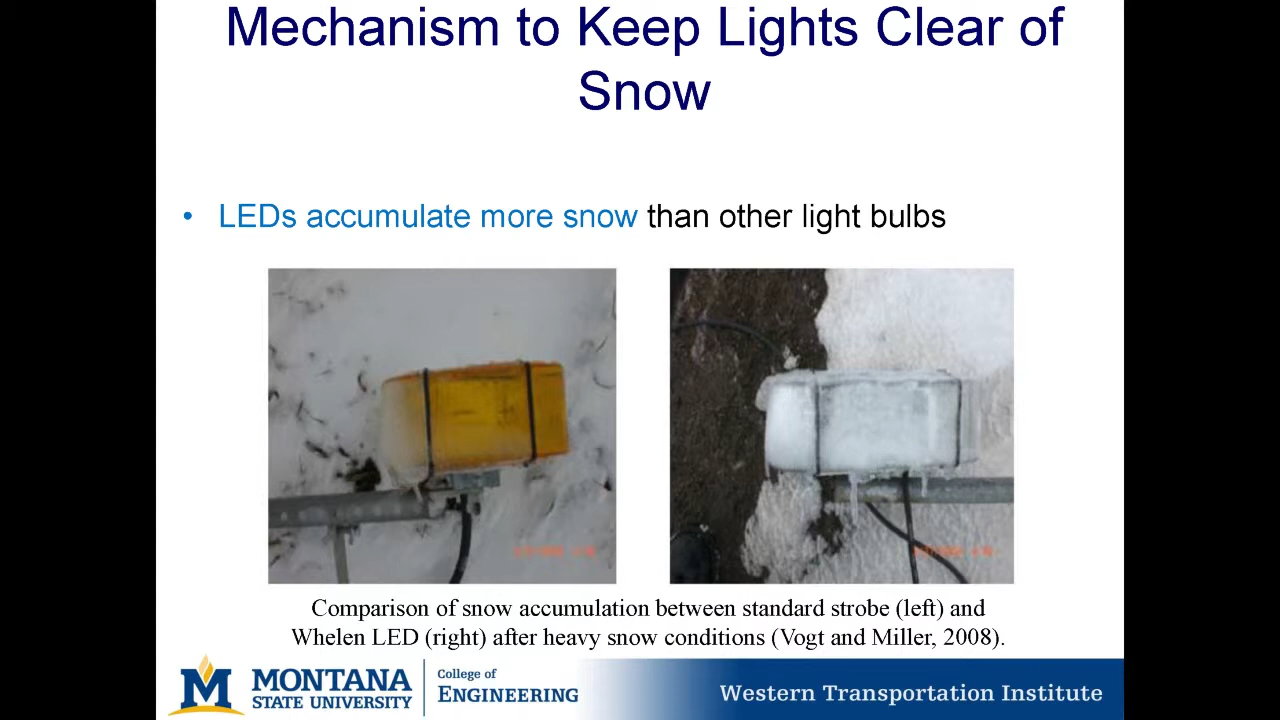 Mechanism to Keep Lights Clear of
Snow
• LEDs accumulate more snow than other light bulbs
Comparison of snow accumulation between standard strobe (left) and
Whelen LED (right) after heavy snow conditions (Vogt and Miller, 2008).
M MONTANA
STATE UNIVERSITY
College of
ENGINEERING
Western Transportation Institute